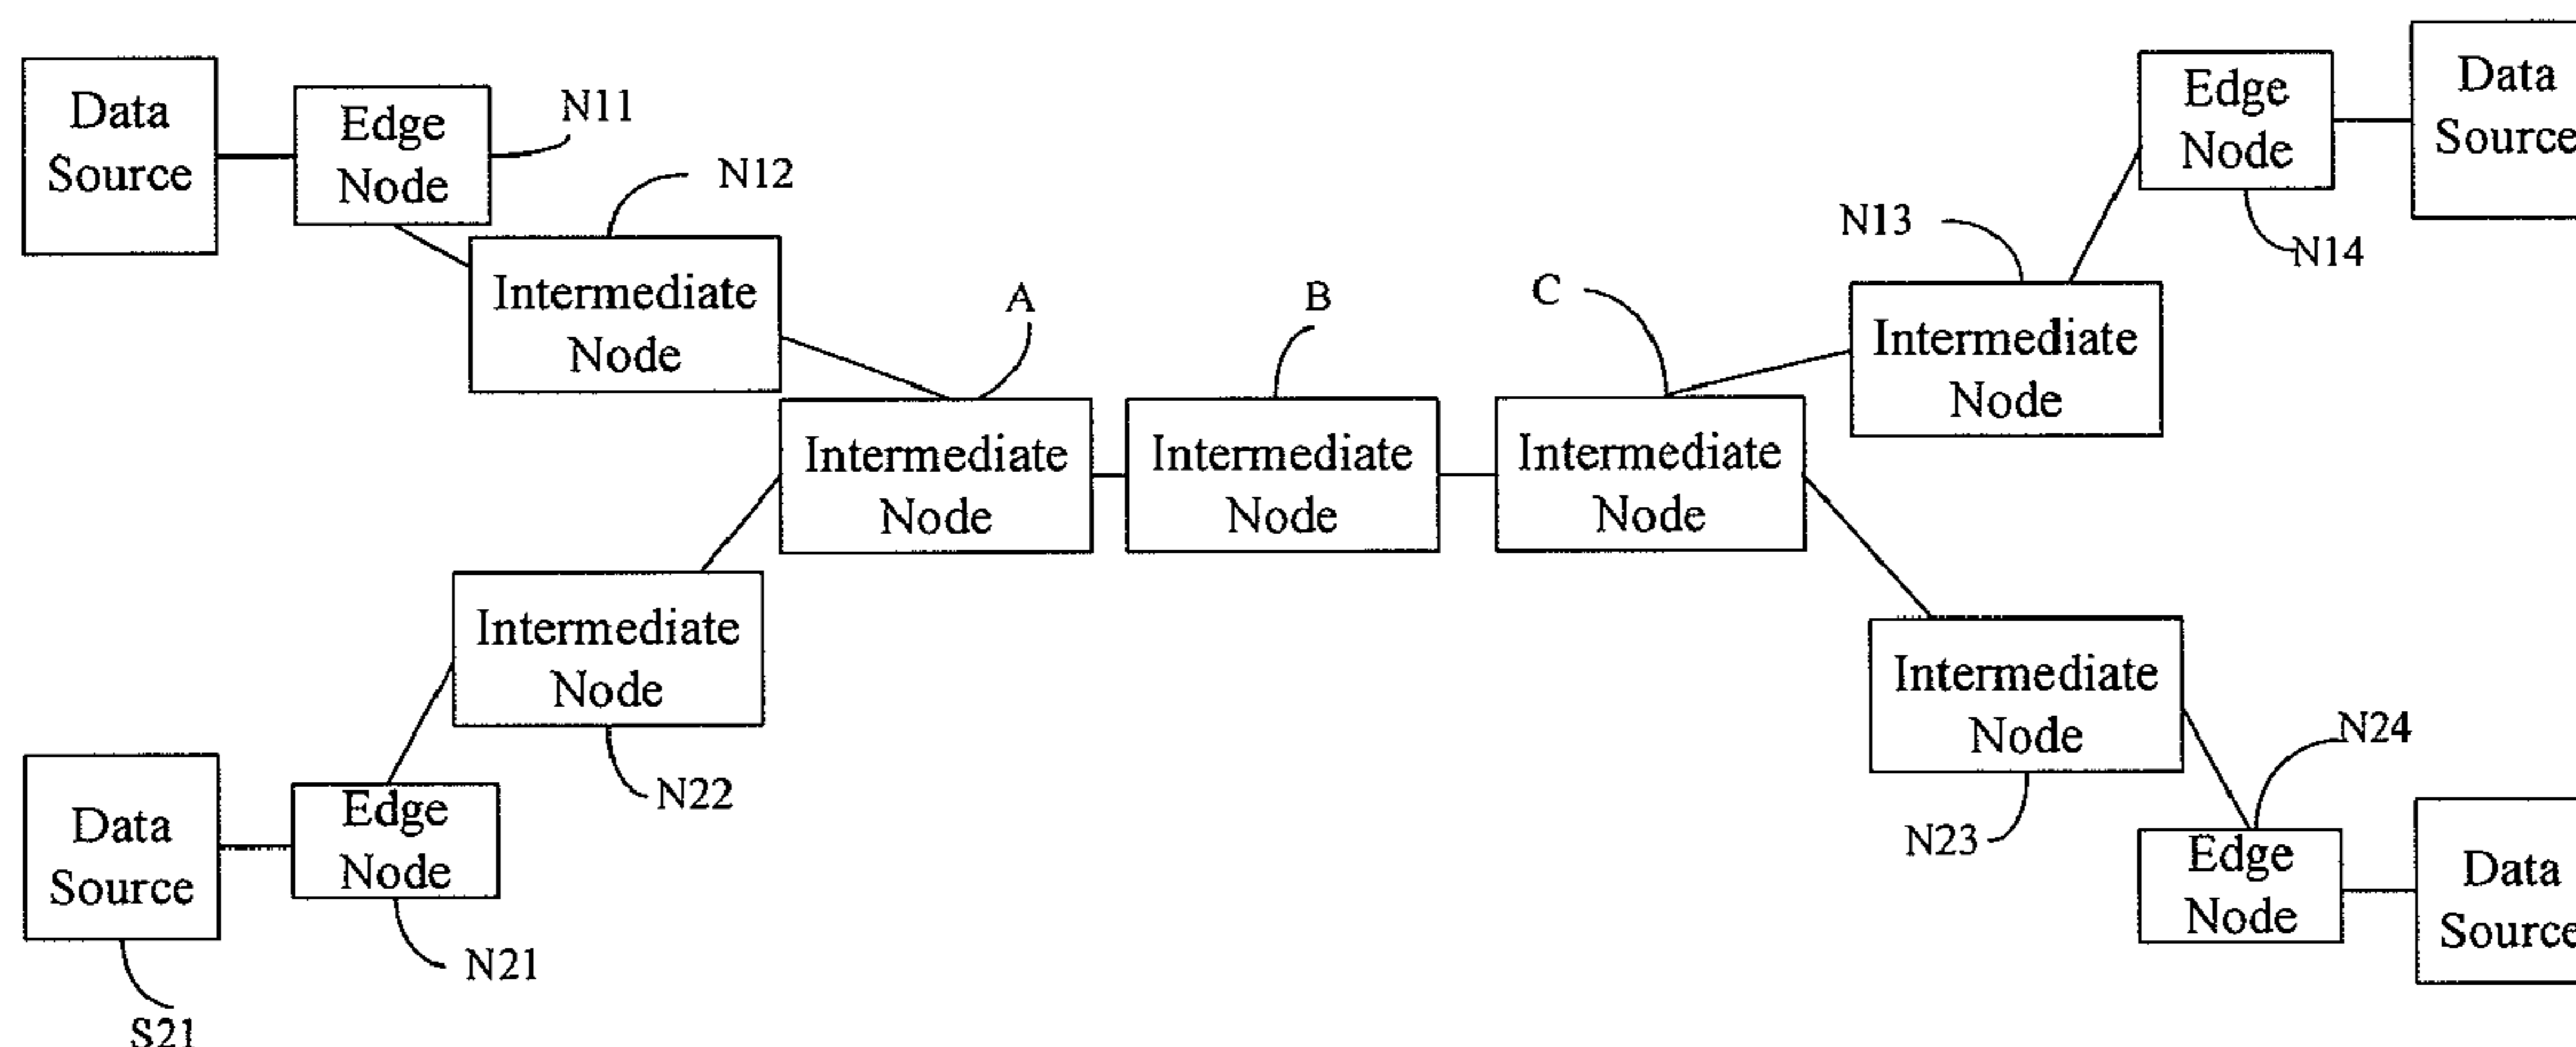 Data
Source
Edge
Node
N11
N12
Intermediate
Node
A
Intermediate
Node
B
Intermediate
Node
C
Intermediate
Node
N13
Intermediate
Node
Edge
Node
N14
Data
Source
Intermediate
Node
N22
Data
Source
S21
Edge
Node
N21
Intermediate
Node
N23
N24
Edge
Node
Data
Source